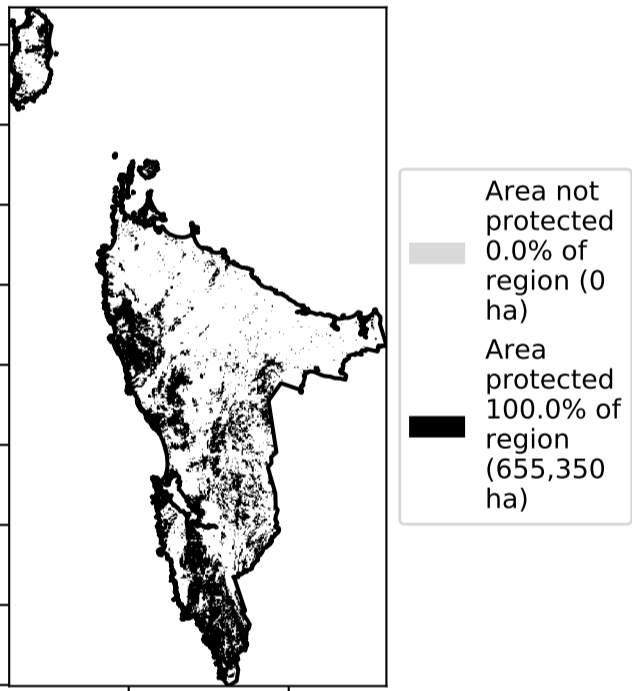 Area not
protected
0.0% of
region (0
ha)
Area
protected
100.0% of
region
(655,350
ha)